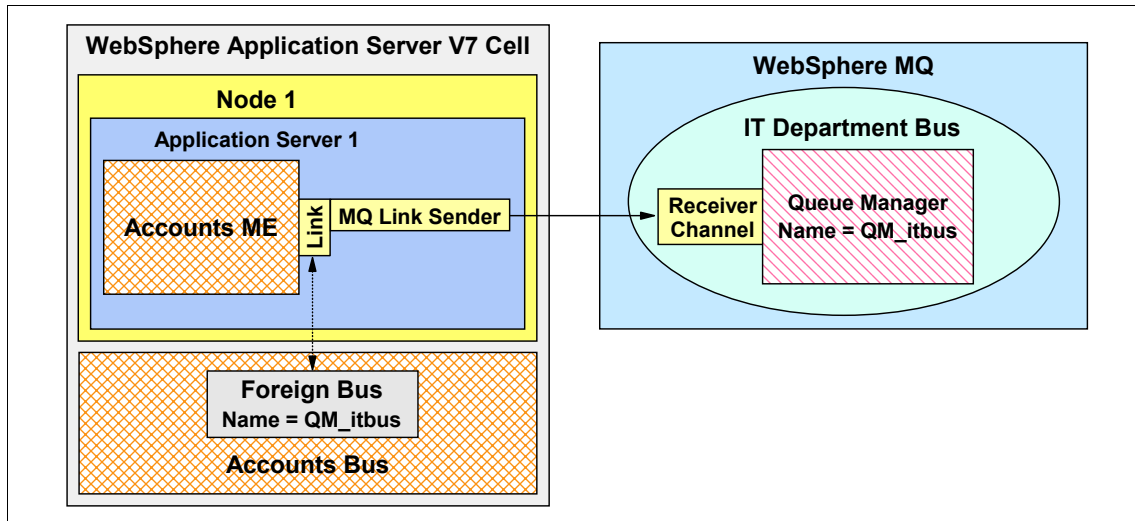 WebSphere Application Server V7 Cell
Node 1
Application Server 1
Accounts ME
Link
MQ Link Sender
Foreign Bus
Name = QM_itbus
Accounts Bus
WebSphere MQ
IT Department Bus
Receiver
Channel
Queue Manager
Name = QM_itbus